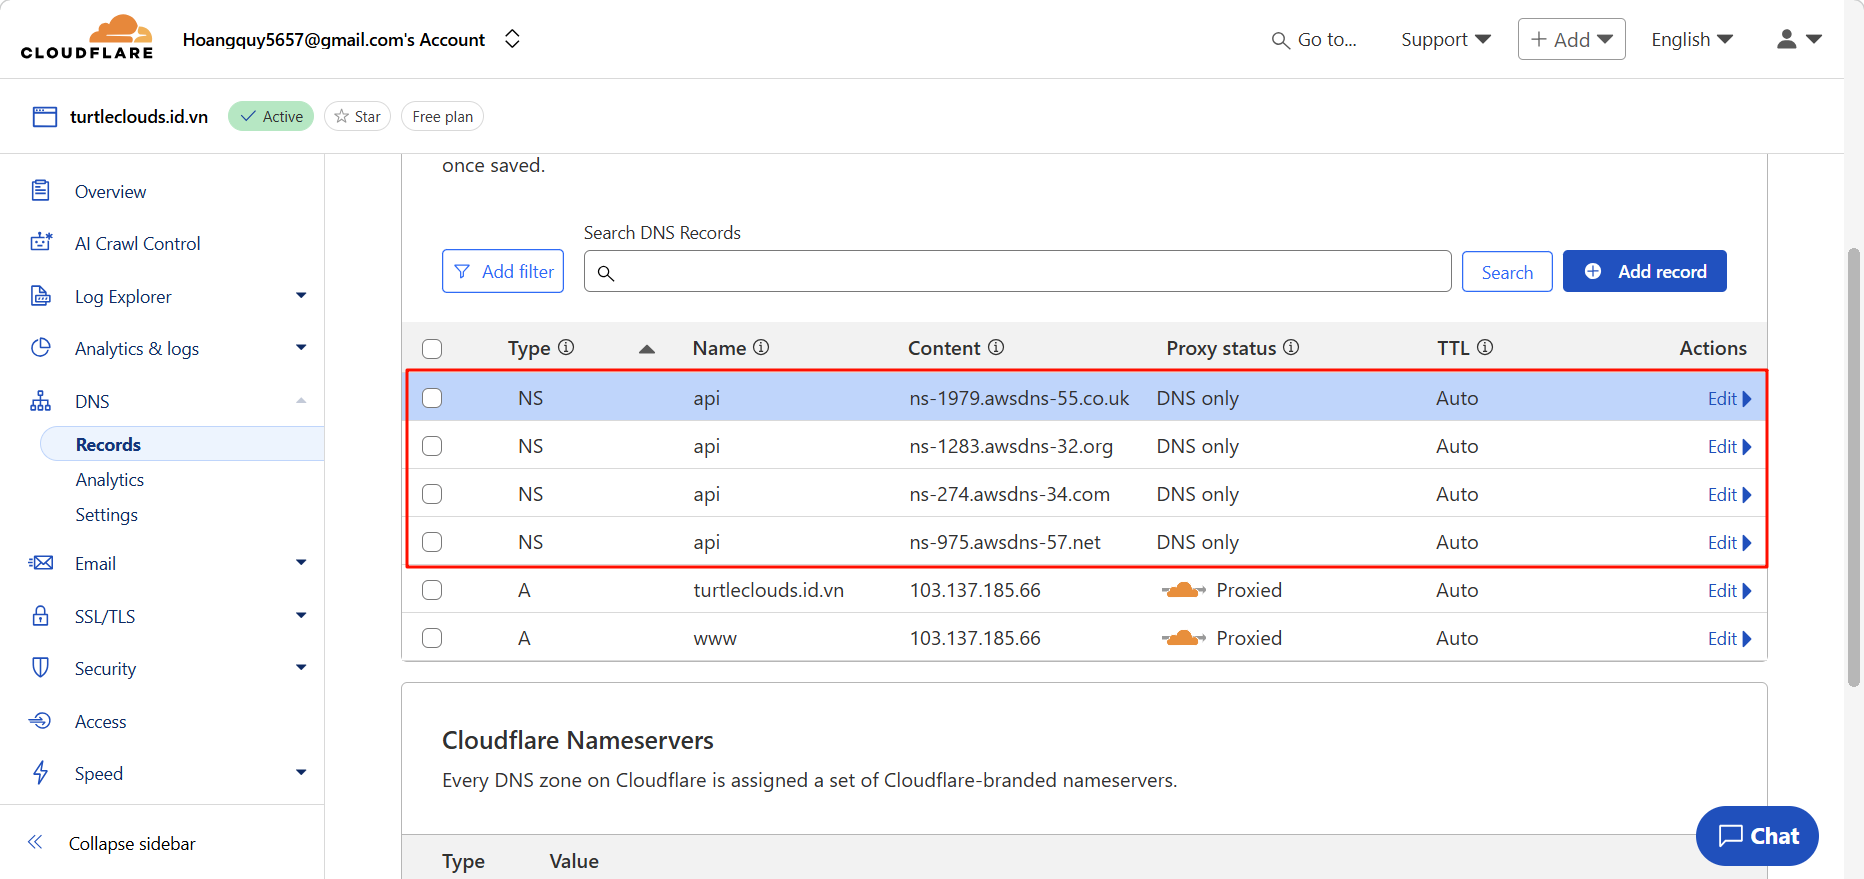 CLOUDFLARE
Hoangquy5657@gmail.com's Account
Go to...
Support
+ Add
English
turtleclouds.id.vn
Active
Star
Free plan
Overview
AI Crawl Control
Log Explorer
Analytics & logs
DNS
Records
Analytics
Settings
Email
SSL/TLS
Security
Access
Speed
Collapse sidebar
once saved.
Search DNS Records
Add filter
Search
Add record
Type Name Content Proxy status TTL Actions
NS api ns-1979.awsdns-55.co.uk DNS only Auto Edit
NS api ns-1283.awsdns-32.org DNS only Auto Edit
NS api ns-274.awsdns-34.com DNS only Auto Edit
NS api ns-975.awsdns-57.net DNS only Auto Edit
A turtleclouds.id.vn 103.137.185.66 Proxied Auto Edit
A www 103.137.185.66 Proxied Auto Edit
Cloudflare Nameservers
Every DNS zone on Cloudflare is assigned a set of Cloudflare-branded nameservers.
Type Value
Chat